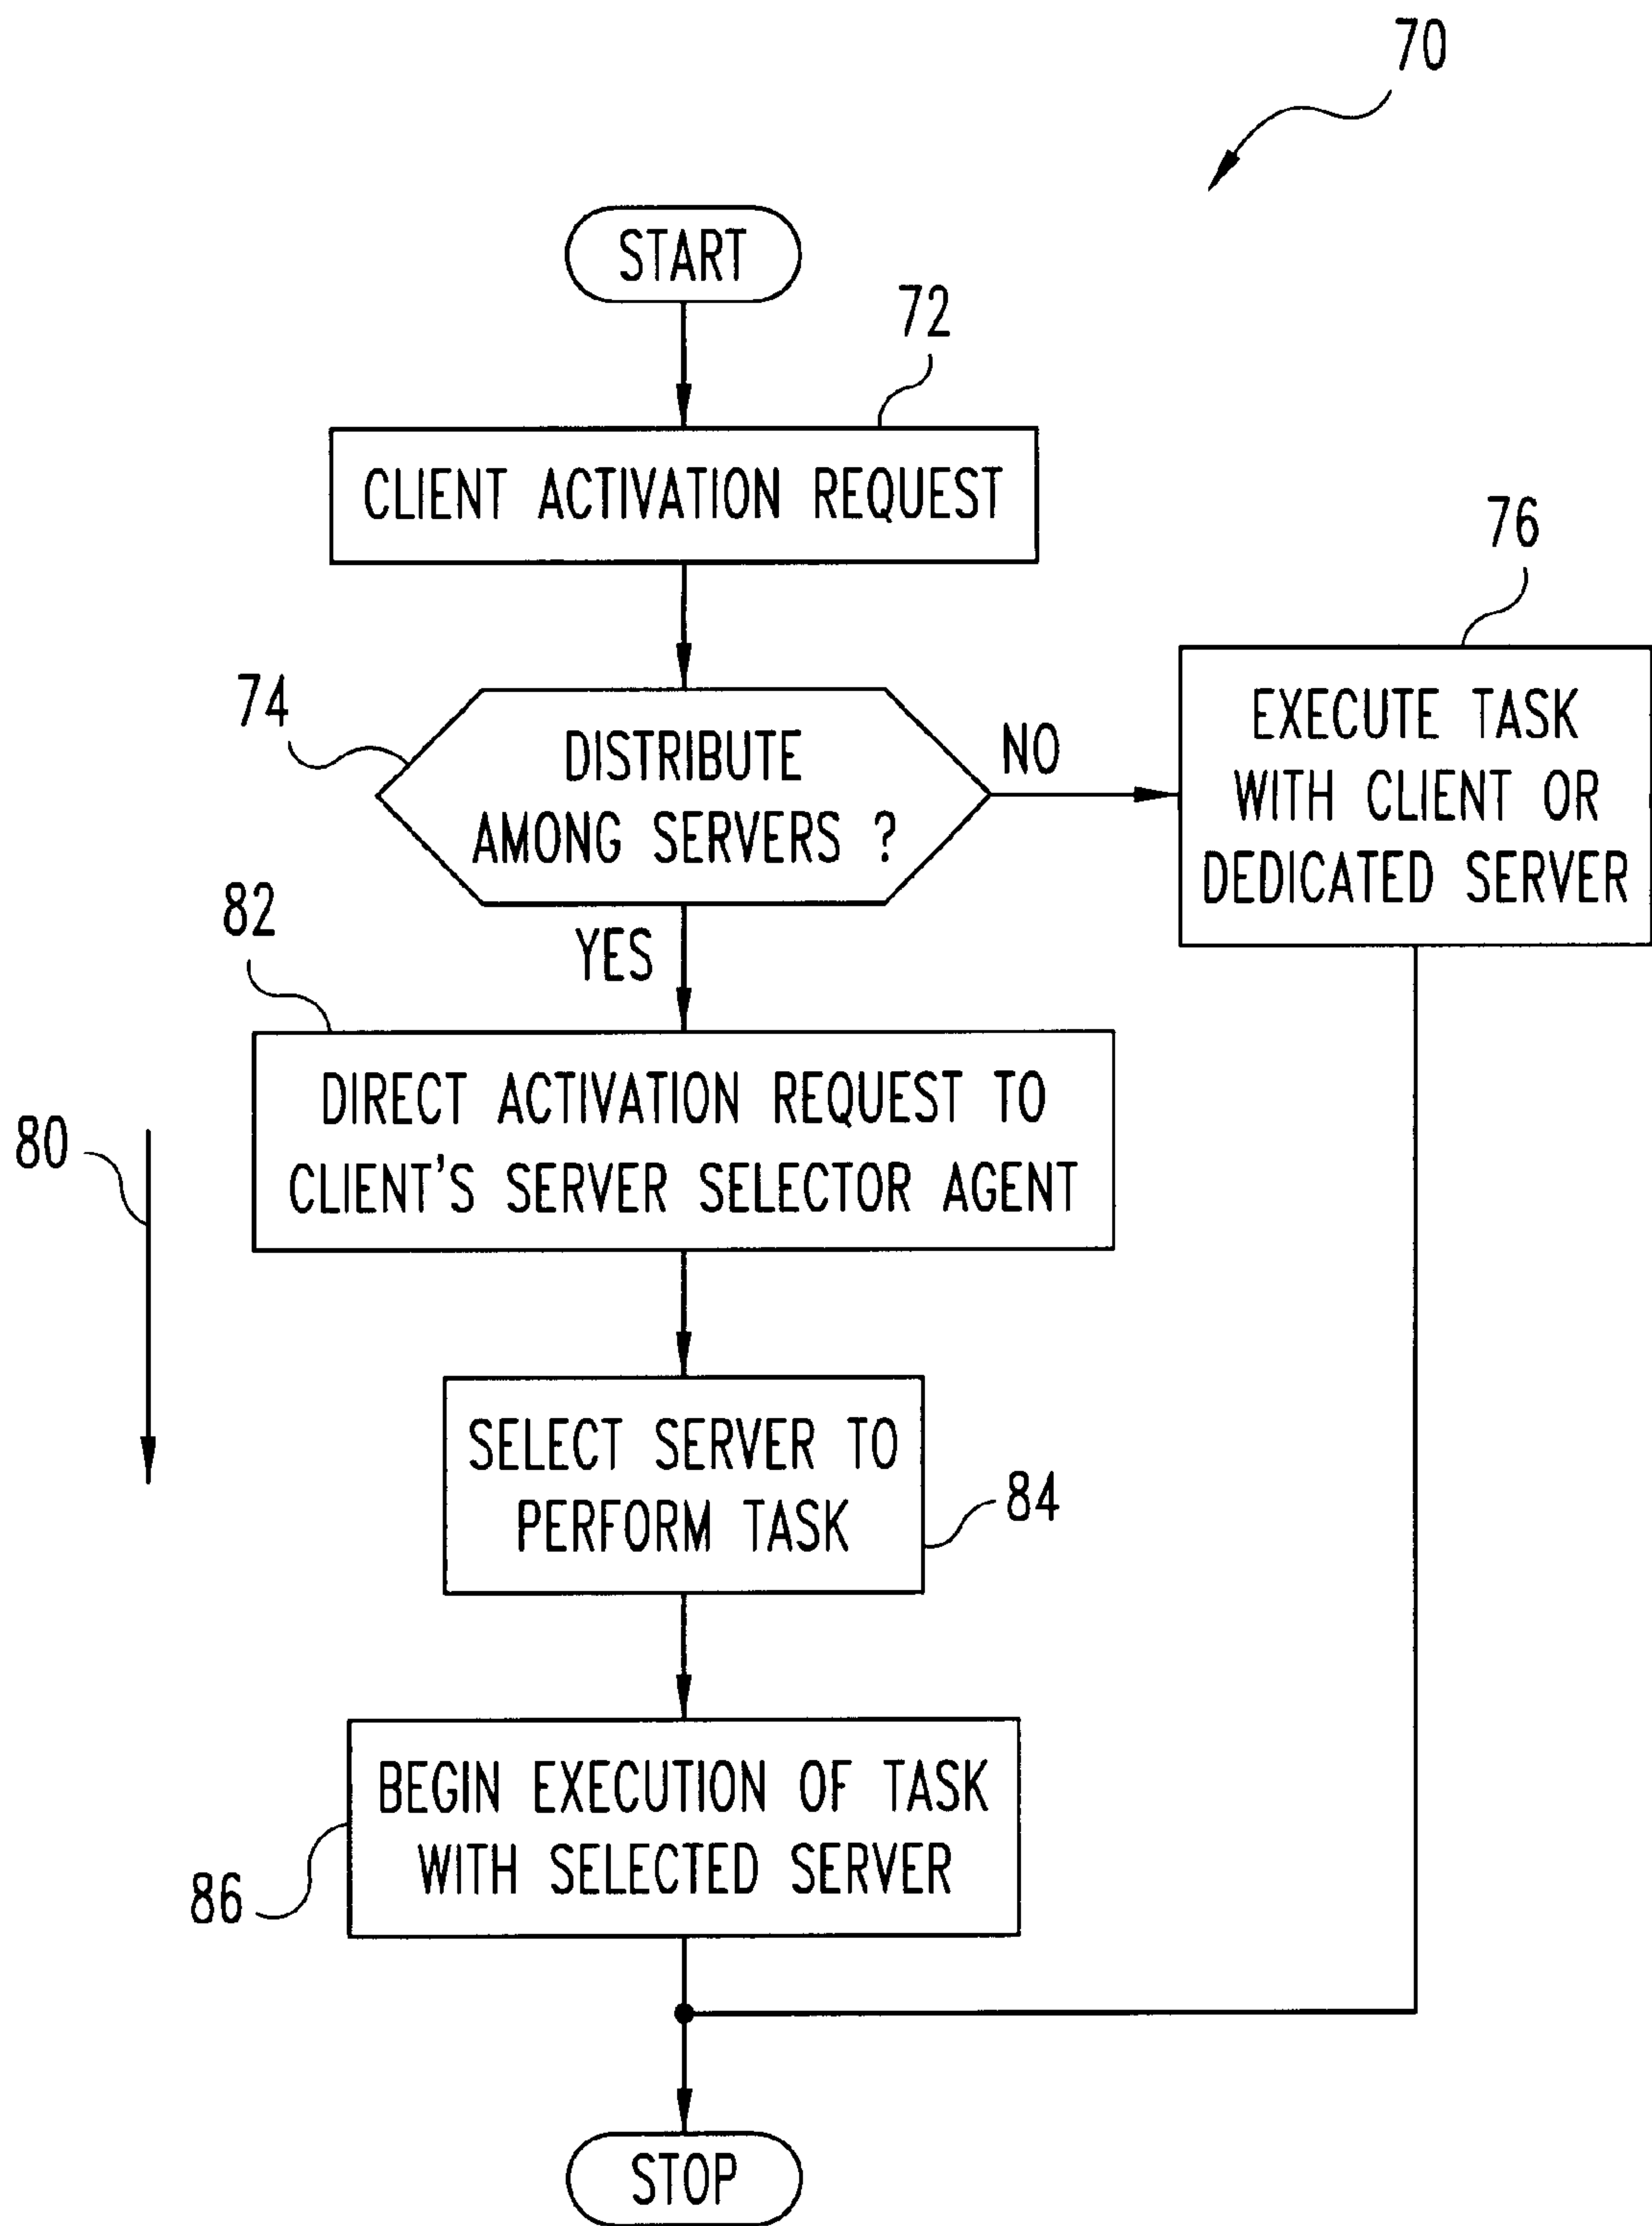 70
START
72
CLIENT ACTIVATION REQUEST
76
74
DISTRIBUTE
AMONG SERVERS ?
NO
EXECUTE TASK
WITH CLIENT OR
DEDICATED SERVER
YES
82
DIRECT ACTIVATION REQUEST TO
CLIENT'S SERVER SELECTOR AGENT
80
SELECT SERVER TO
PERFORM TASK
84
BEGIN EXECUTION OF TASK
WITH SELECTED SERVER
86
STOP